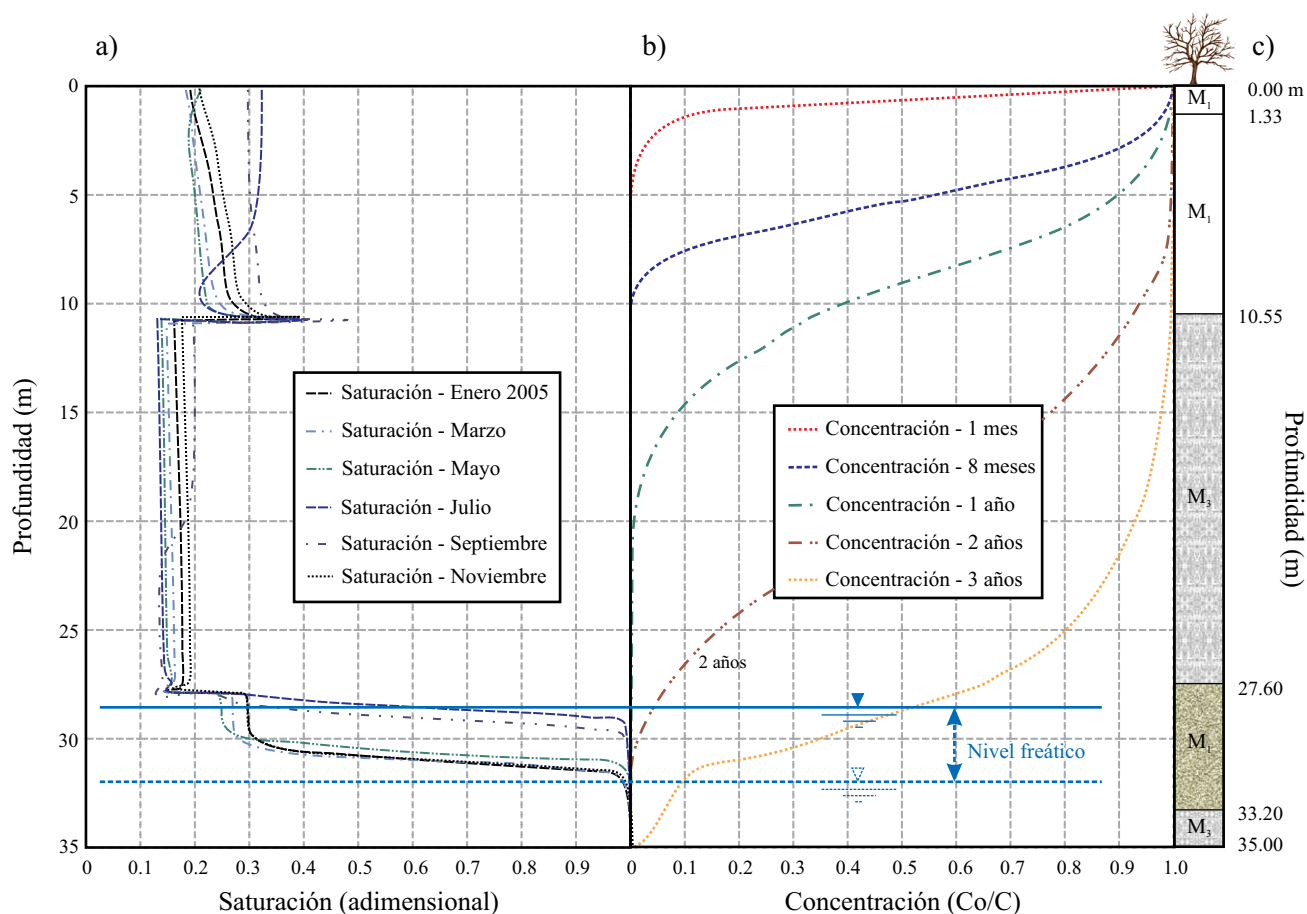 a)
b)
c)
0
5
10
15
20
25
30
35
Profundidad (m)
Saturación - Enero 2005
Saturación - Marzo
Saturación - Mayo
Saturación - Julio
Saturación - Septiembre
Saturación - Noviembre
0 0.1 0.2 0.3 0.4 0.5 0.6 0.7 0.8 0.9
Saturación (adimensional)
Concentración - 1 mes
Concentración - 8 meses
Concentración - 1 año
Concentración - 2 años
Concentración - 3 años
2 años
Nivel freático
0 0.1 0.2 0.3 0.4 0.5 0.6 0.7 0.8 0.9 1.0
Concentración (Co/C)
M1
M1
M3
M1
M3
0.00 m
1.33
10.55
27.60
33.20
35.00
Profundidad (m)